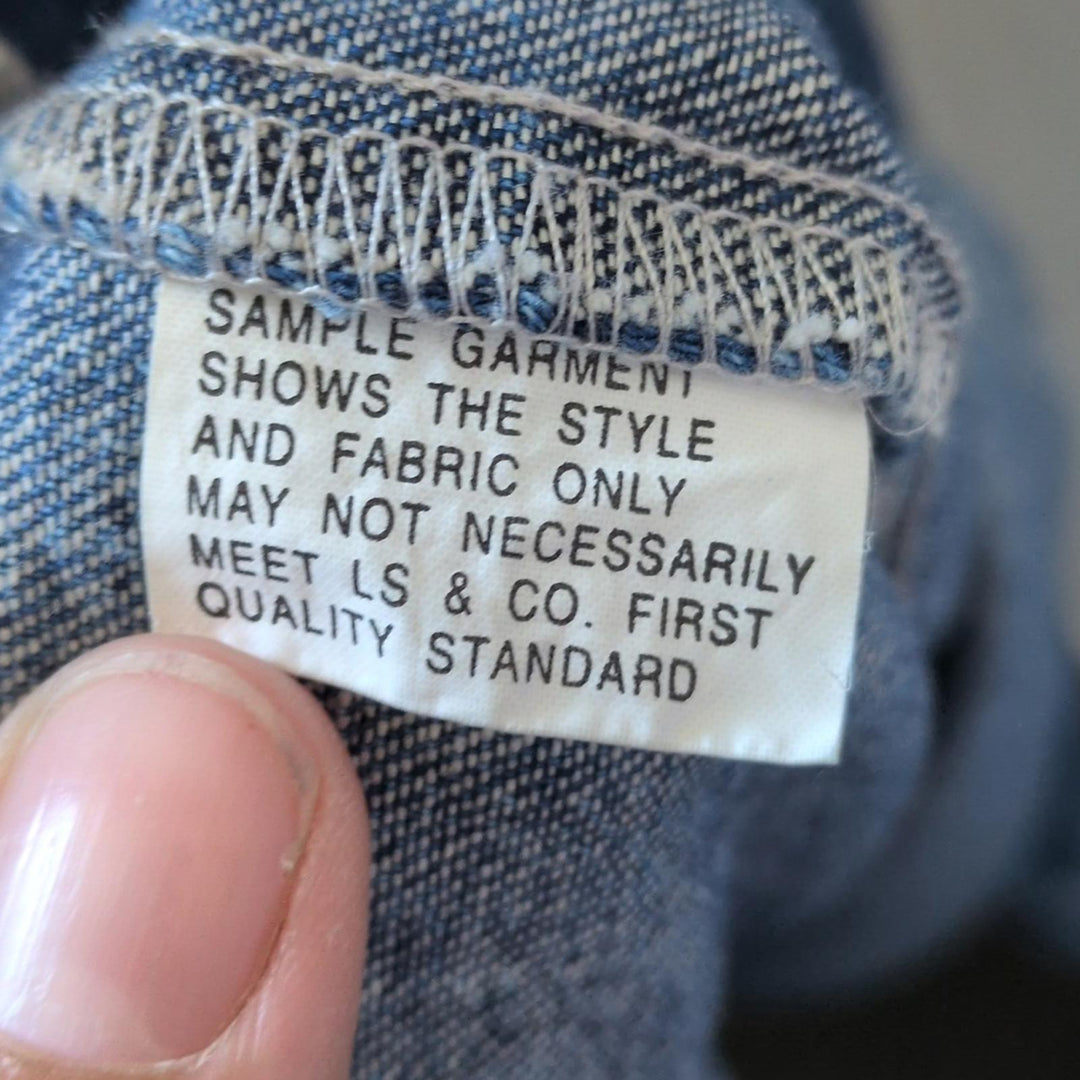 SAMPLE GARMENT
SHOWS THE STYLE
AND FABRIC ONLY
MAY NOT NECESSARILY
MEET LS & CO. FIRST
QUALITY STANDARD